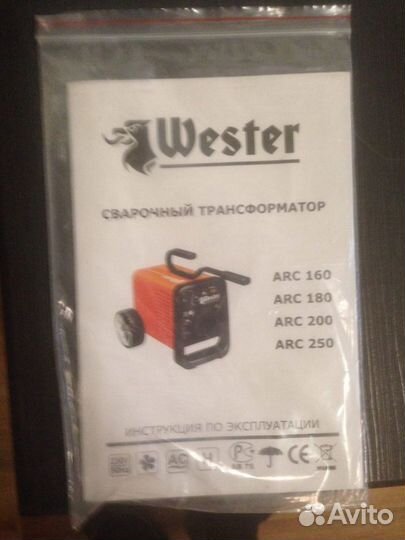 Wester
СВАРОЧНЫЙ ТРАНСФОРМАТОР
ARC 160
ARC 180
ARC 200
ARC 250
ИНСТРУКЦИЯ ПО ЭКСПЛУАТАЦИИ
AC
H
CE
Avito